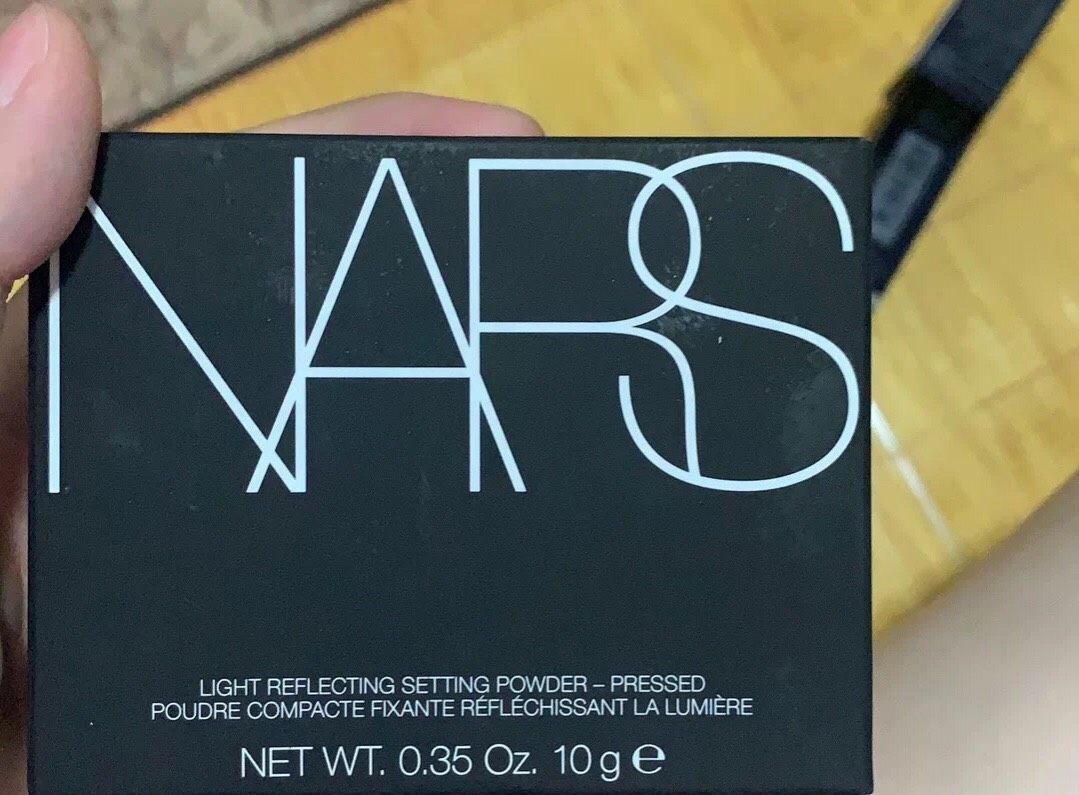 NARS
LIGHT REFLECTING SETTING POWDER – PRESSED
POUDRE COMPACTE FIXANTE RÉFLÉCHISSANT LA LUMIÈRE
NET WT. 0.35 Oz. 10 g ℮